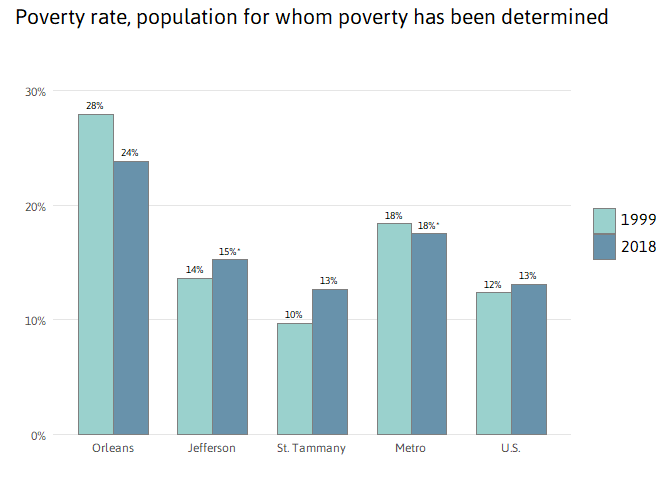 Poverty rate, population for whom poverty has been determined
30%
20%
10%
0%
28%
24%
14%
15%*
10%
13%
18%
18%*
12%
13%
Orleans
Jefferson
St. Tammany
Metro
U.S.
1999
2018